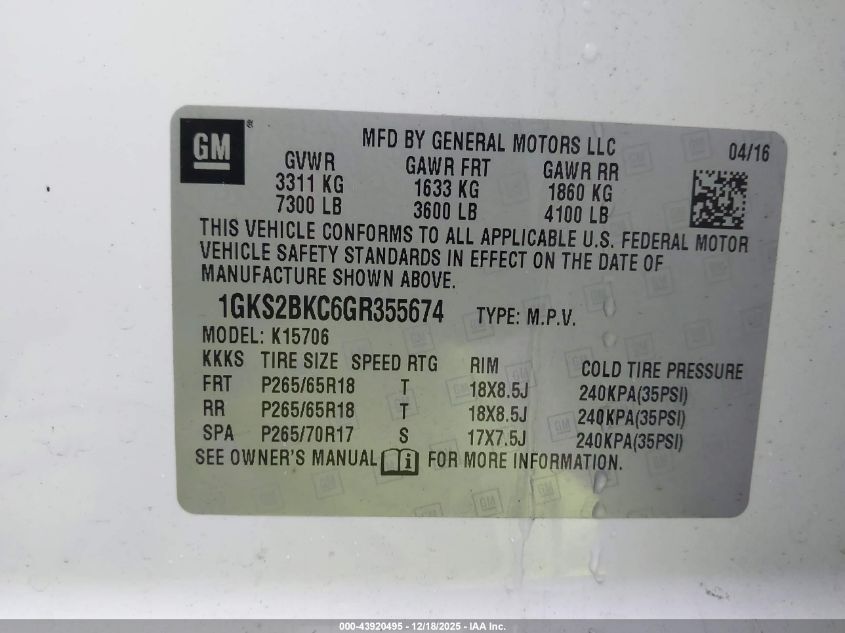 GM®
MFD BY GENERAL MOTORS LLC
04/16
GVWR GAWR FRT GAWR RR
3311 KG 1633 KG 1860 KG
7300 LB 3600 LB 4100 LB
THIS VEHICLE CONFORMS TO ALL APPLICABLE U.S. FEDERAL MOTOR
VEHICLE SAFETY STANDARDS IN EFFECT ON THE DATE OF
MANUFACTURE SHOWN ABOVE.
1GKS2BKC6GR355674 TYPE: M.P.V.
MODEL: K15706
KKKS TIRE SIZE SPEED RTG RIM COLD TIRE PRESSURE
FRT P265/65R18 T 18X8.5J 240KPA(35PSI)
RR P265/65R18 T 18X8.5J 240KPA(35PSI)
SPA P265/70R17 S 17X7.5J 240KPA(35PSI)
SEE OWNER'S MANUAL i FOR MORE INFORMATION.
000-43920495 - 12/18/2025 - IAA Inc.